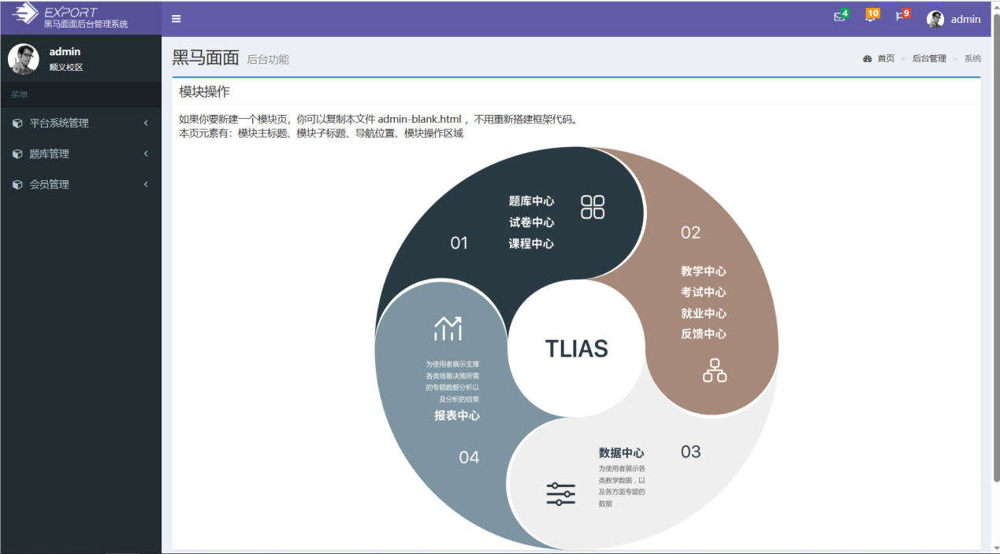 EXPORT
黑马面面后台管理系统
4
10
9
admin
admin
顺义校区
菜单
平台系统管理
题库管理
会员管理
黑马面面 后台功能
首页 > 后台管理 > 系统
模块操作
如果你要新建一个模块页，你可以复制本文件 admin-blank.html ，不用重新搭建框架代码。
本页元素有：模块主标题、模块子标题、导航位置、模块操作区域
01
题库中心
试卷中心
课程中心
02
教学中心
考试中心
就业中心
反馈中心
TLIAS
为使用者展示支撑
各类场景决策所需
的专题数据分析以
及分析的结果
报表中心
04
数据中心
03
为使用者展示各
类教学数据，以
及各方面专题的
数据